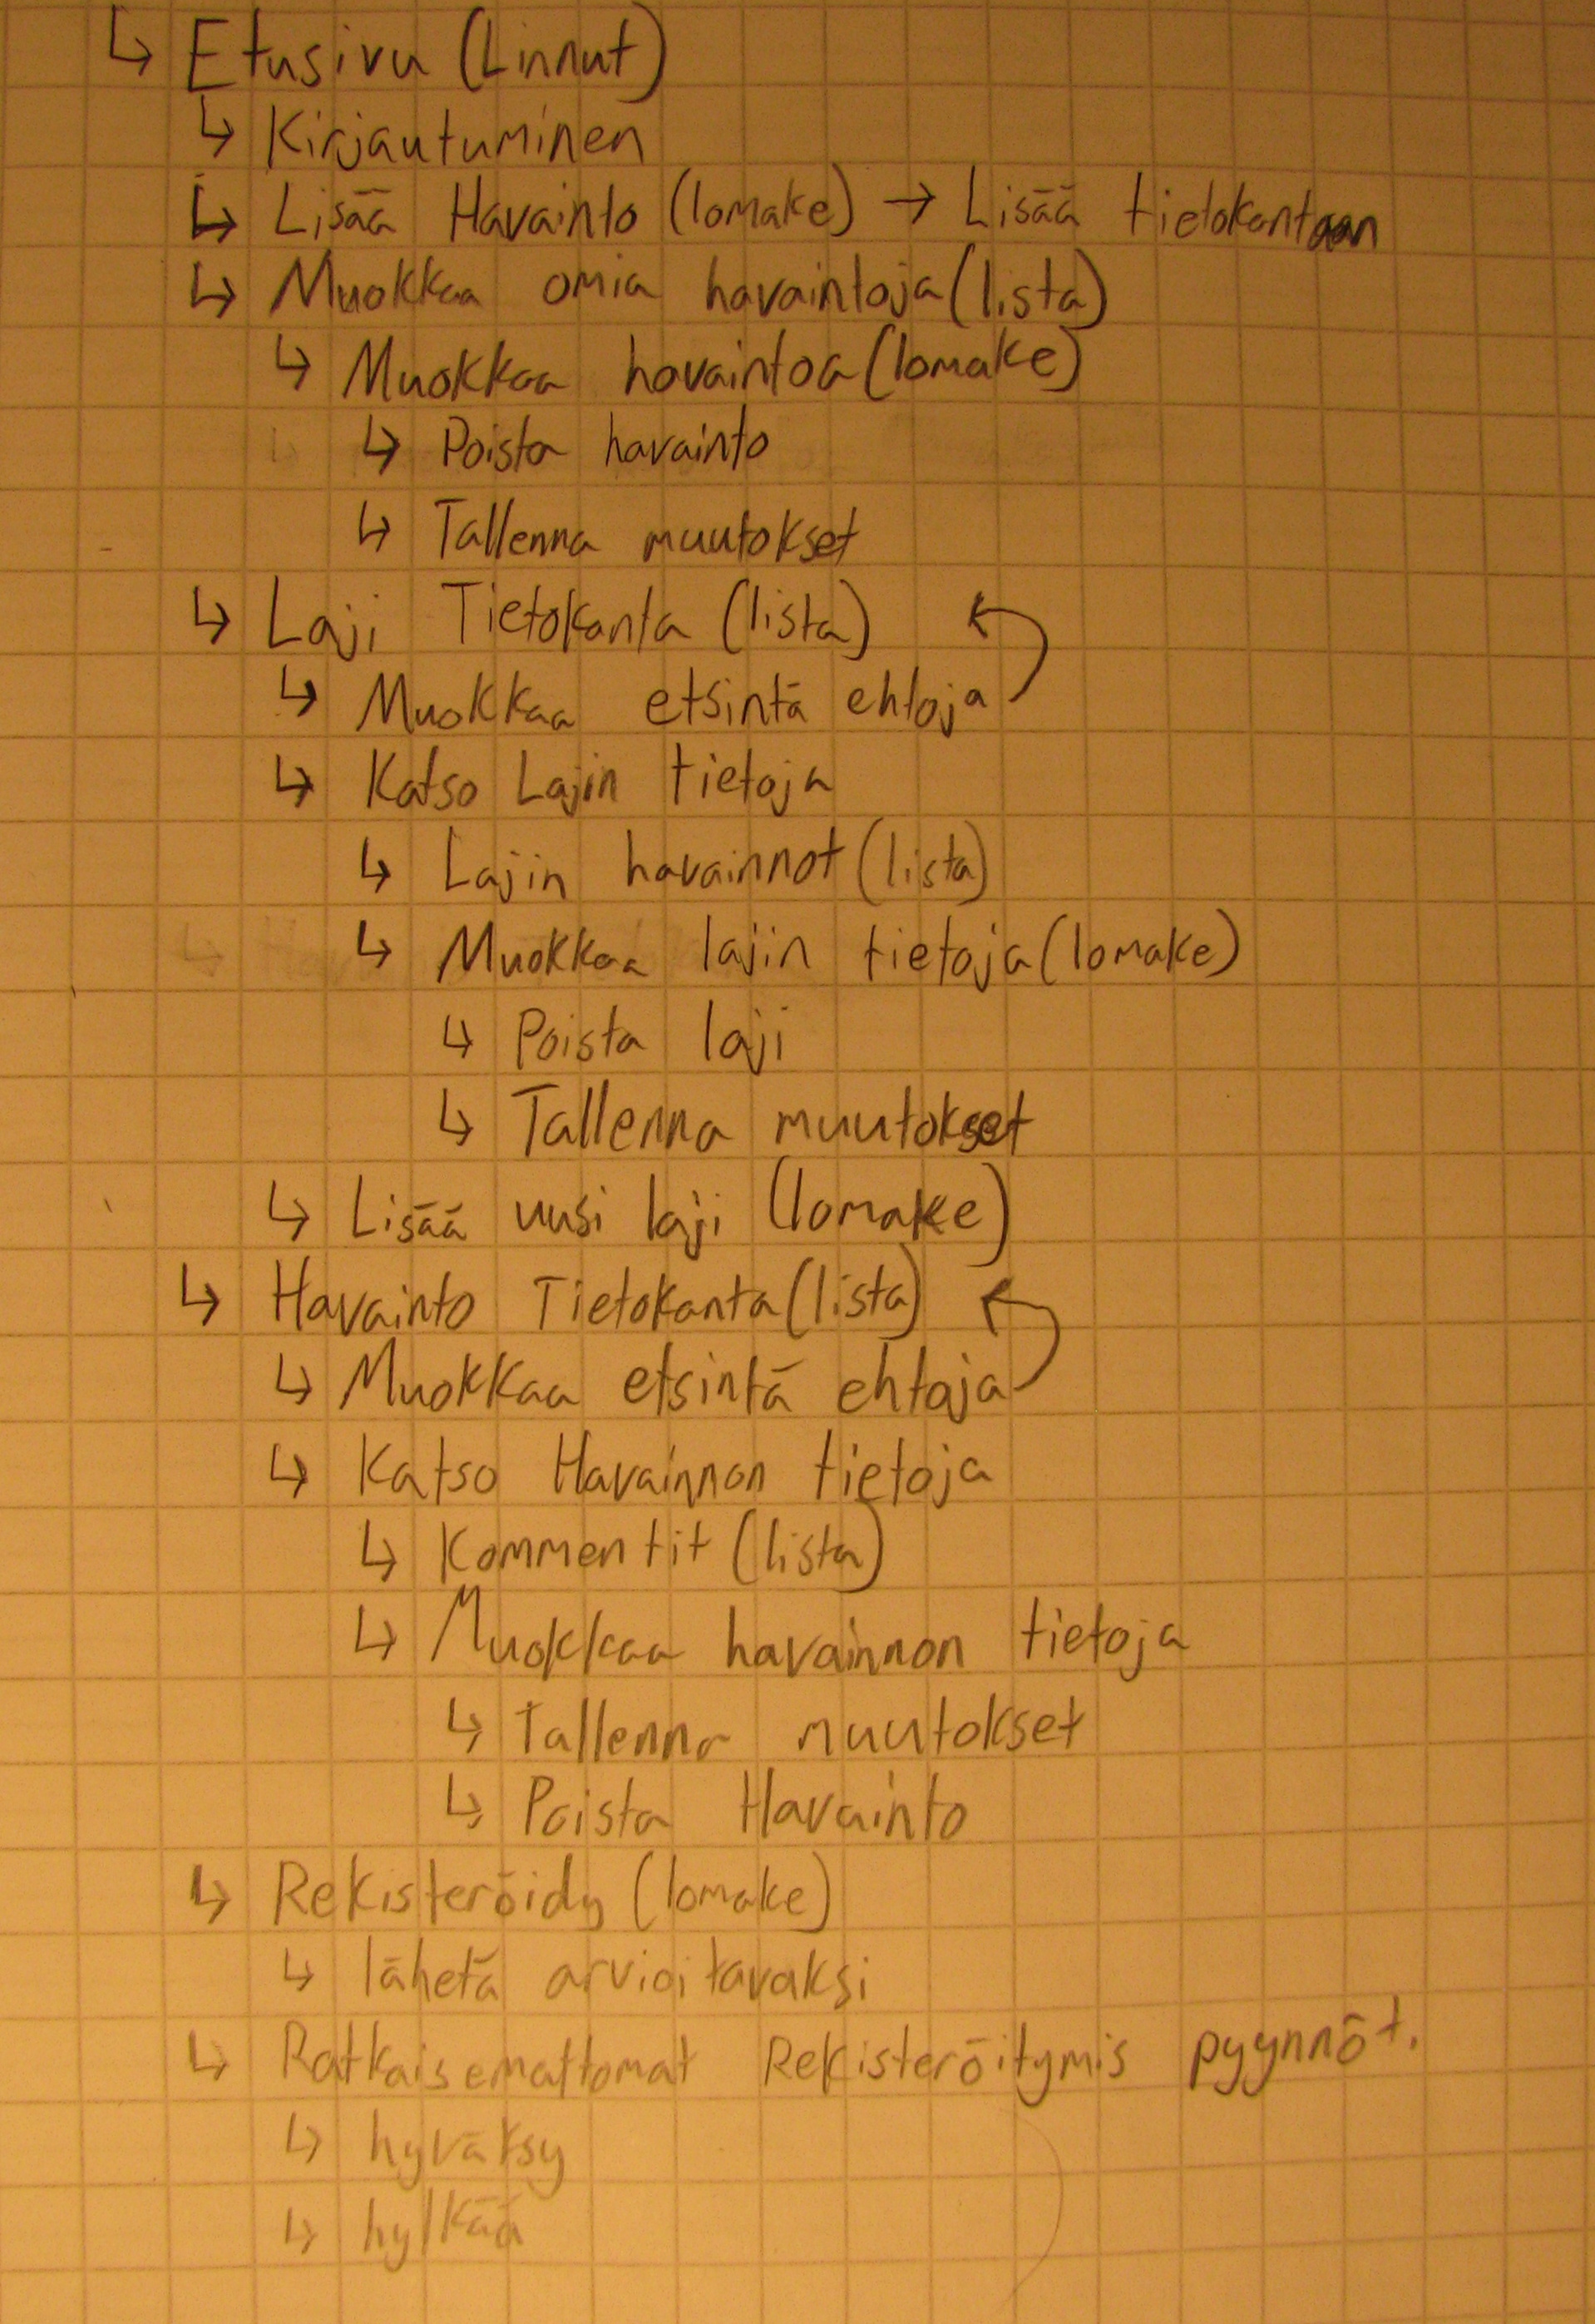 ↳ Etusivu (Linnut)
↳ Kirjautuminen
↳ Lisää Havainto (lomake) → Lisää tietokantaan
↳ Muokkaa omia havaintoja (lista)
↳ Muokkaa havaintoa (lomake)
↳ Poista havainto
↳ Tallenna muutokset
↳ Laji Tietokanta (lista)
↳ Muokkaa etsintä ehtoja
↳ Katso Lajin tietoja
↳ Lajin havainnot (lista)
↳ Muokkaa lajin tietoja (lomake)
↳ Poista laji
↳ Tallenna muutokset
↳ Lisää uusi laji (lomake)
↳ Havainto Tietokanta (lista)
↳ Muokkaa etsintä ehtoja
↳ Katso Havainnon tietoja
↳ Kommentit (lista)
↳ Muokkaa havainnon tietoja
↳ Tallenna muutokset
↳ Poista Havainto
↳ Rekisteröidy (lomake)
↳ lähetä arvioitavaksi
↳ Ratkaisemattomat Rekisteröitymis pyynnöt.
↳ hyväksy
↳ hylkää